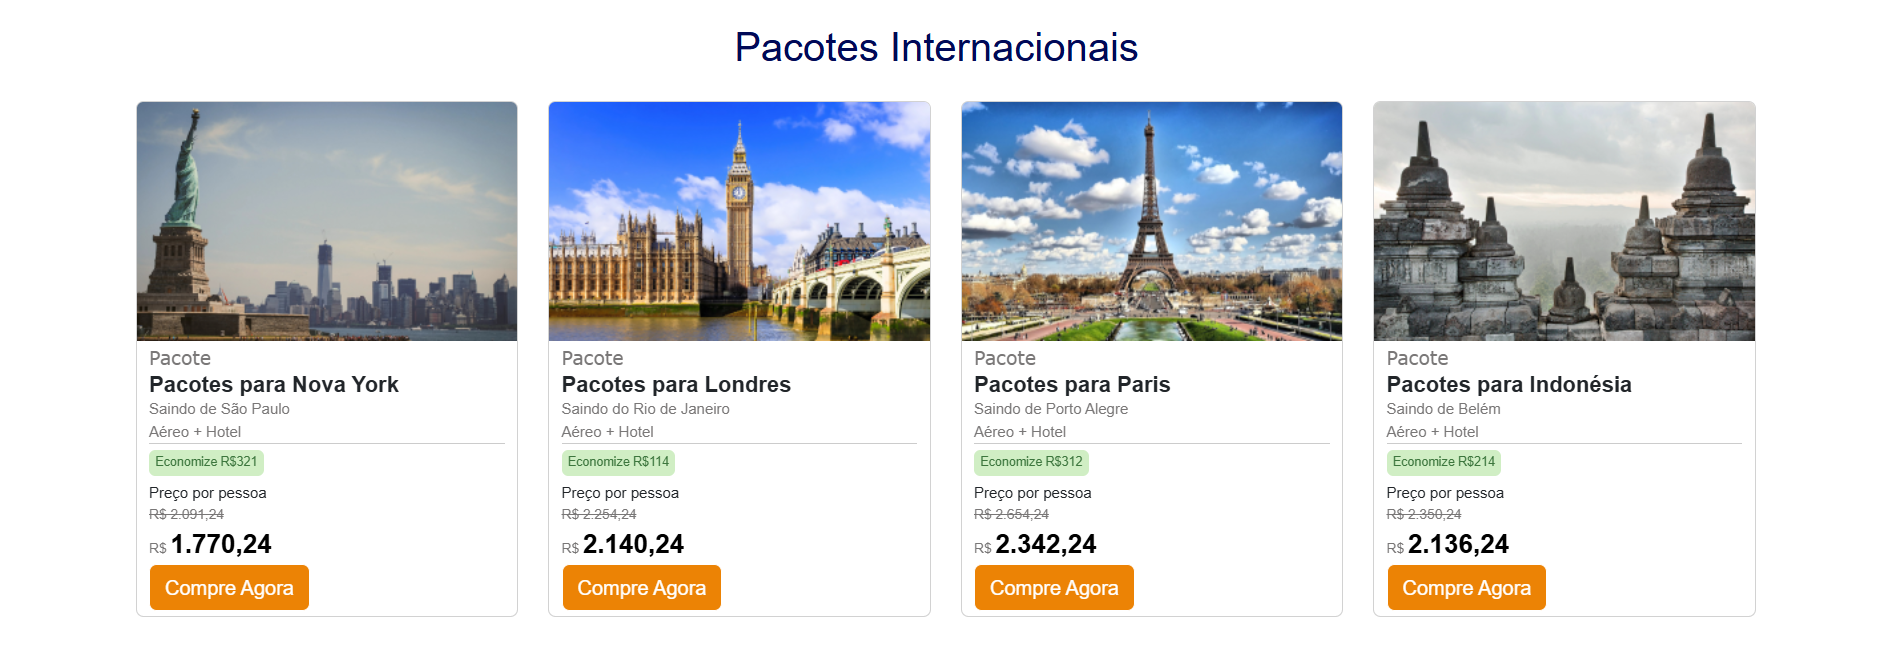 Pacotes Internacionais
Pacote
Pacotes para Nova York
Saindo de São Paulo
Aéreo + Hotel
Economize R$321
Preço por pessoa
R$ 2.091,24
R$ 1.770,24
Compre Agora
Pacote
Pacotes para Londres
Saindo do Rio de Janeiro
Aéreo + Hotel
Economize R$114
Preço por pessoa
R$ 2.254,24
R$ 2.140,24
Compre Agora
Pacote
Pacotes para Paris
Saindo de Porto Alegre
Aéreo + Hotel
Economize R$312
Preço por pessoa
R$ 2.654,24
R$ 2.342,24
Compre Agora
Pacote
Pacotes para Indonésia
Saindo de Belém
Aéreo + Hotel
Economize R$214
Preço por pessoa
R$ 2.350,24
R$ 2.136,24
Compre Agora